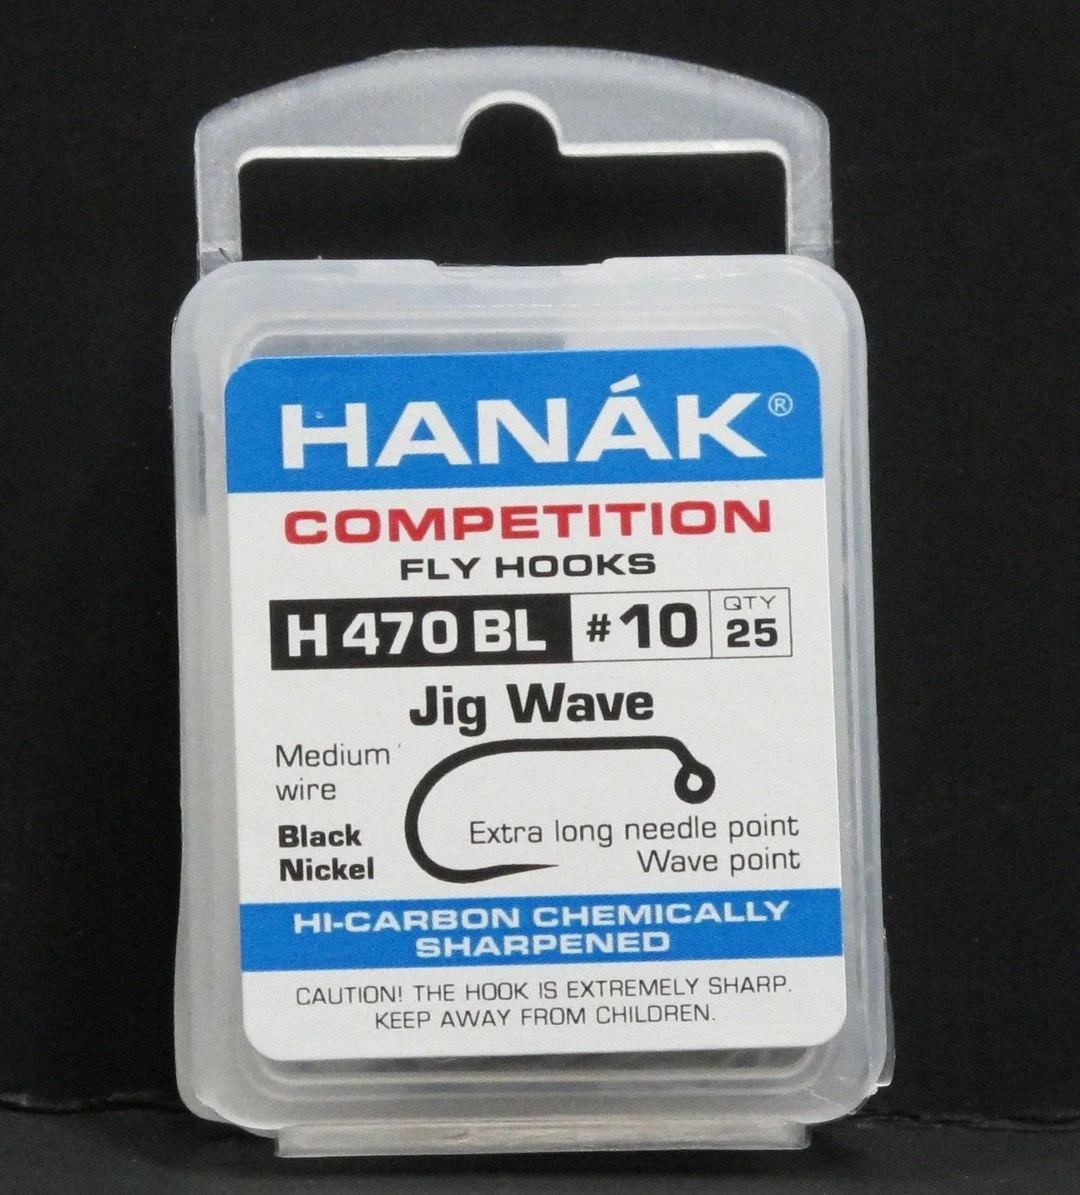 HANÁK®
COMPETITION
FLY HOOKS
H 470 BL #10 QTY 25
Jig Wave
Medium
wire
Black
Nickel
Extra long needle point
Wave point
HI-CARBON CHEMICALLY
SHARPENED
CAUTION! THE HOOK IS EXTREMELY SHARP.
KEEP AWAY FROM CHILDREN.